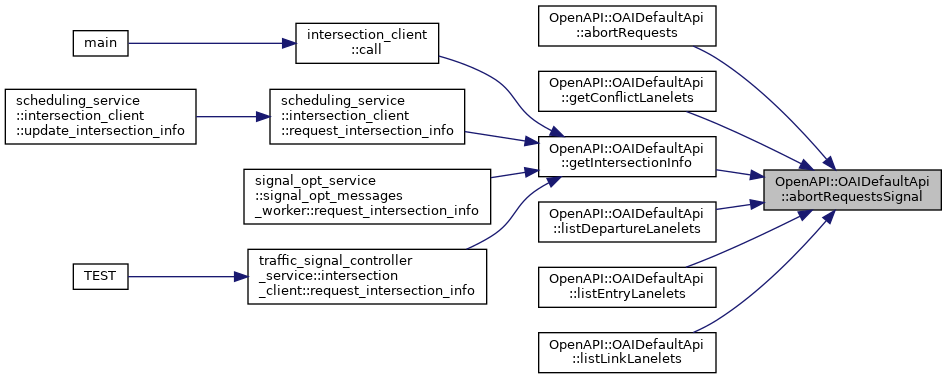 main
scheduling_service
::intersection_client
::update_intersection_info
TEST
intersection_client
::call
scheduling_service
::intersection_client
::request_intersection_info
signal_opt_service
::signal_opt_messages
_worker::request_intersection_info
traffic_signal_controller
_service::intersection
_client::request_intersection_info
OpenAPI::OAIDefaultApi
::abortRequests
OpenAPI::OAIDefaultApi
::getConflictLanelets
OpenAPI::OAIDefaultApi
::getIntersectionInfo
OpenAPI::OAIDefaultApi
::listDepartureLanelets
OpenAPI::OAIDefaultApi
::listEntryLanelets
OpenAPI::OAIDefaultApi
::listLinkLanelets
OpenAPI::OAIDefaultApi
::abortRequestsSignal